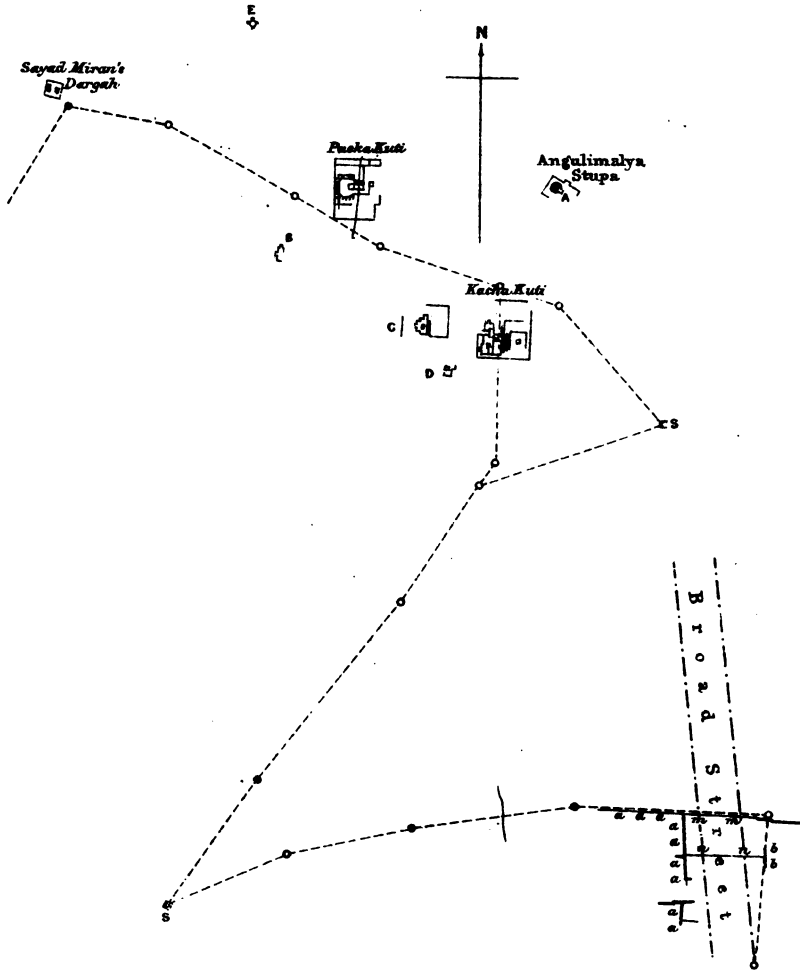 E
N
Sayad Miran's
Dargah
Pucka Kuti
Angulimalya
Stupa
A
B
Kacha Kuti
C
D
S
Broad Street
a a a m m
a
a n n b
a b
a
a
a
S